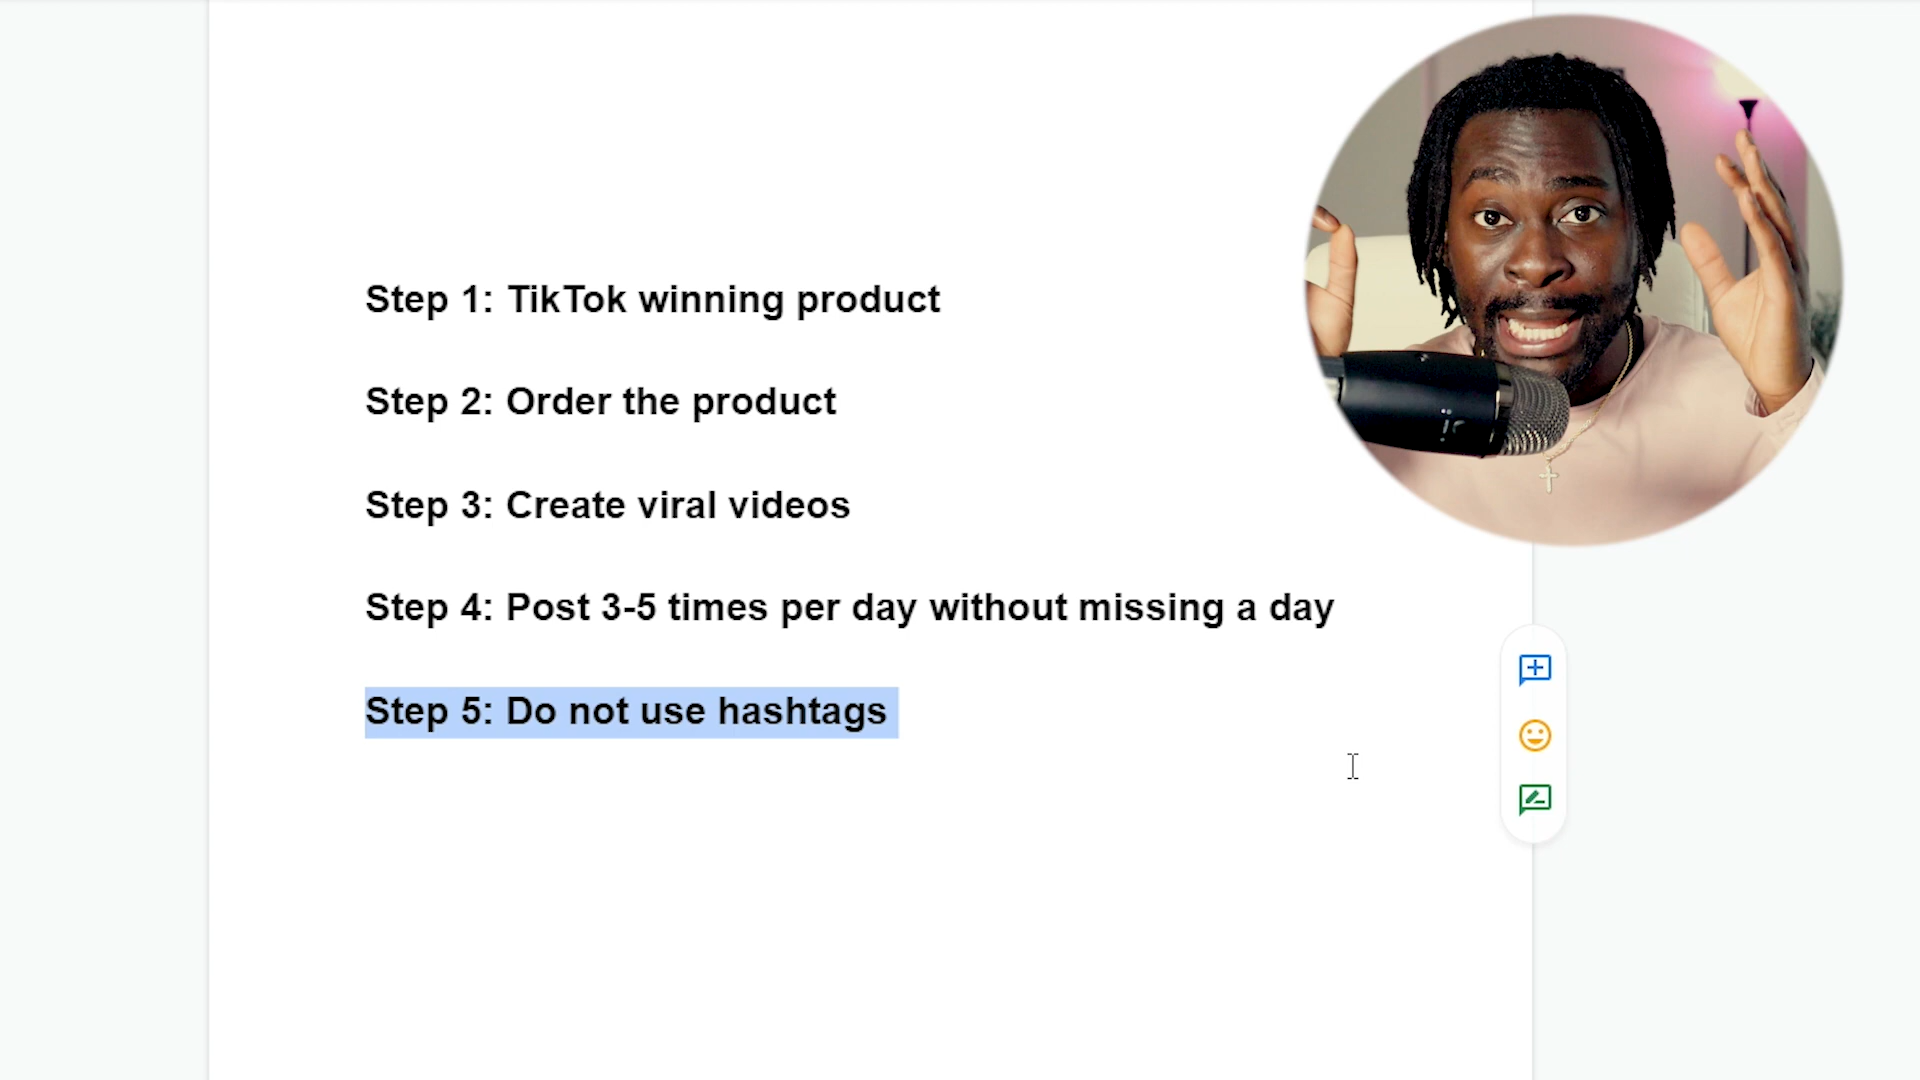 Step 1: TikTok winning product
Step 2: Order the product
Step 3: Create viral videos
Step 4: Post 3-5 times per day without missing a day
Step 5: Do not use hashtags